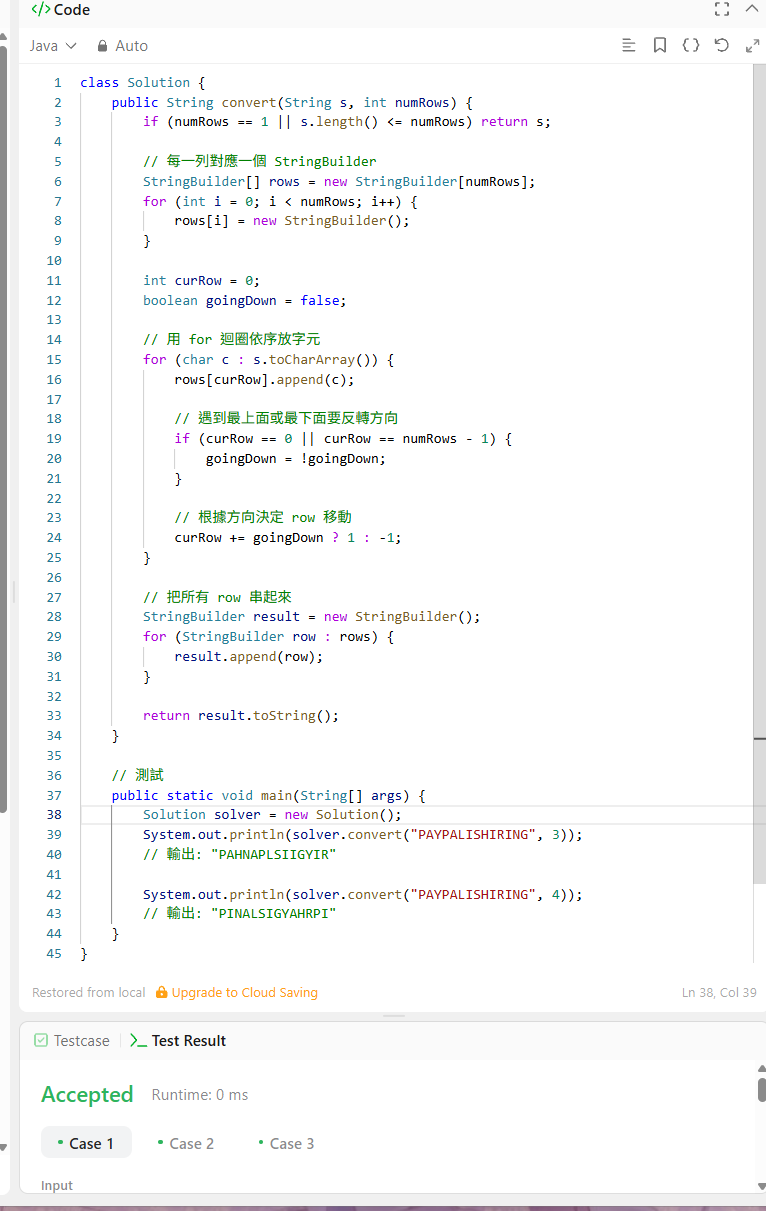 </> Code
Java Auto
1 class Solution {
2 public String convert(String s, int numRows) {
3 if (numRows == 1 || s.length() <= numRows) return s;
4
5 // 每一列對應一個 StringBuilder
6 StringBuilder[] rows = new StringBuilder[numRows];
7 for (int i = 0; i < numRows; i++) {
8 rows[i] = new StringBuilder();
9 }
10
11 int curRow = 0;
12 boolean goingDown = false;
13
14 // 用 for 迴圈依序放字元
15 for (char c : s.toCharArray()) {
16 rows[curRow].append(c);
17
18 // 遇到最上面或最下面要反轉方向
19 if (curRow == 0 || curRow == numRows - 1) {
20 goingDown = !goingDown;
21 }
22
23 // 根據方向決定 row 移動
24 curRow += goingDown ? 1 : -1;
25 }
26
27 // 把所有 row 串起來
28 StringBuilder result = new StringBuilder();
29 for (StringBuilder row : rows) {
30 result.append(row);
31 }
32
33 return result.toString();
34 }
35
36 // 測試
37 public static void main(String[] args) {
38 Solution solver = new Solution();
39 System.out.println(solver.convert("PAYPALISHIRING", 3));
40 // 輸出: "PAHNAPLSIIGYIR"
41
42 System.out.println(solver.convert("PAYPALISHIRING", 4));
43 // 輸出: "PINALSIGYAHRPI"
44 }
45 }
Restored from local Upgrade to Cloud Saving Ln 38, Col 39
Testcase >_ Test Result
Accepted Runtime: 0 ms
Case 1 Case 2 Case 3
Input